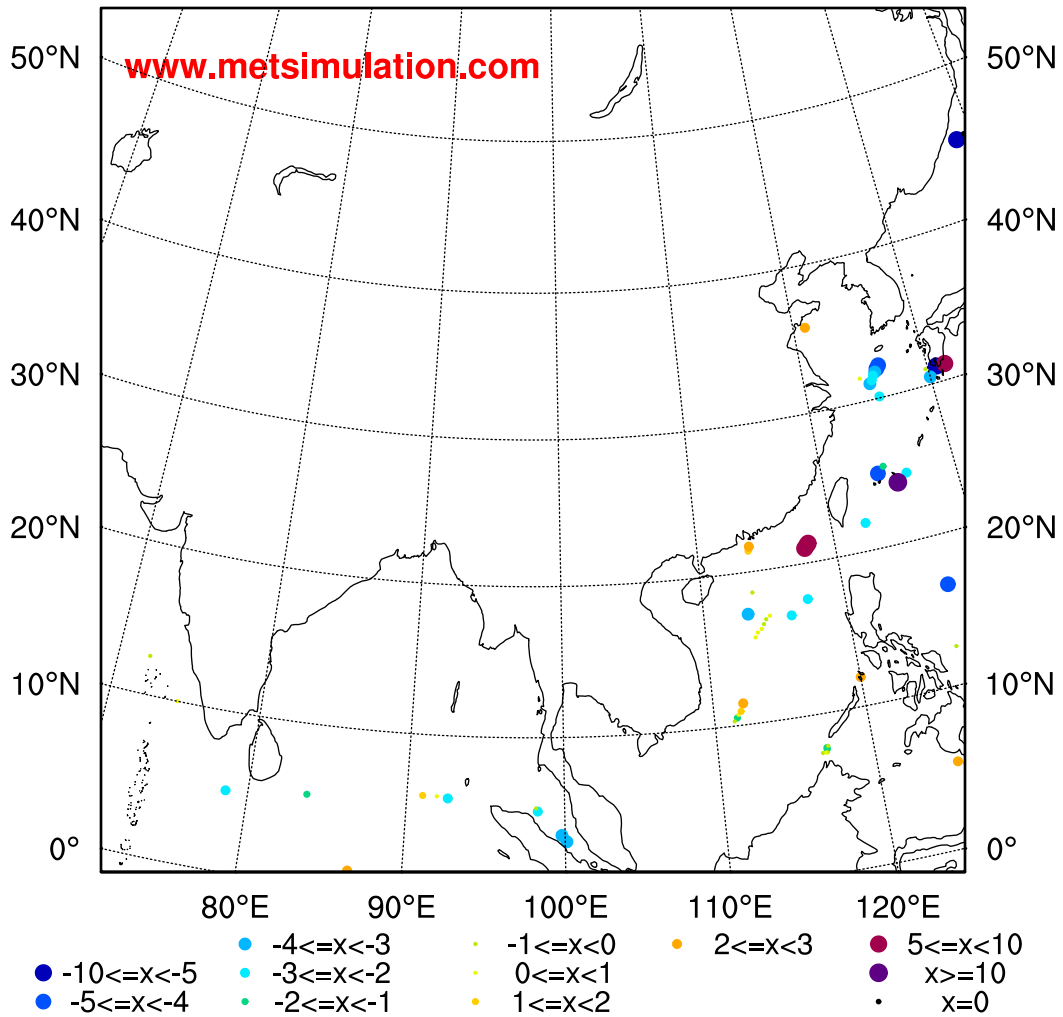 50°N 50°N
www.metsimulation.com
40°N 40°N
30°N 30°N
20°N 20°N
10°N 10°N
0° 0°
80°E 90°E 100°E 110°E 120°E
-4<=x<-3 -1<=x<0 2<=x<3 5<=x<10
-10<=x<-5 -3<=x<-2 0<=x<1 x>=10
-5<=x<-4 -2<=x<-1 1<=x<2 x=0